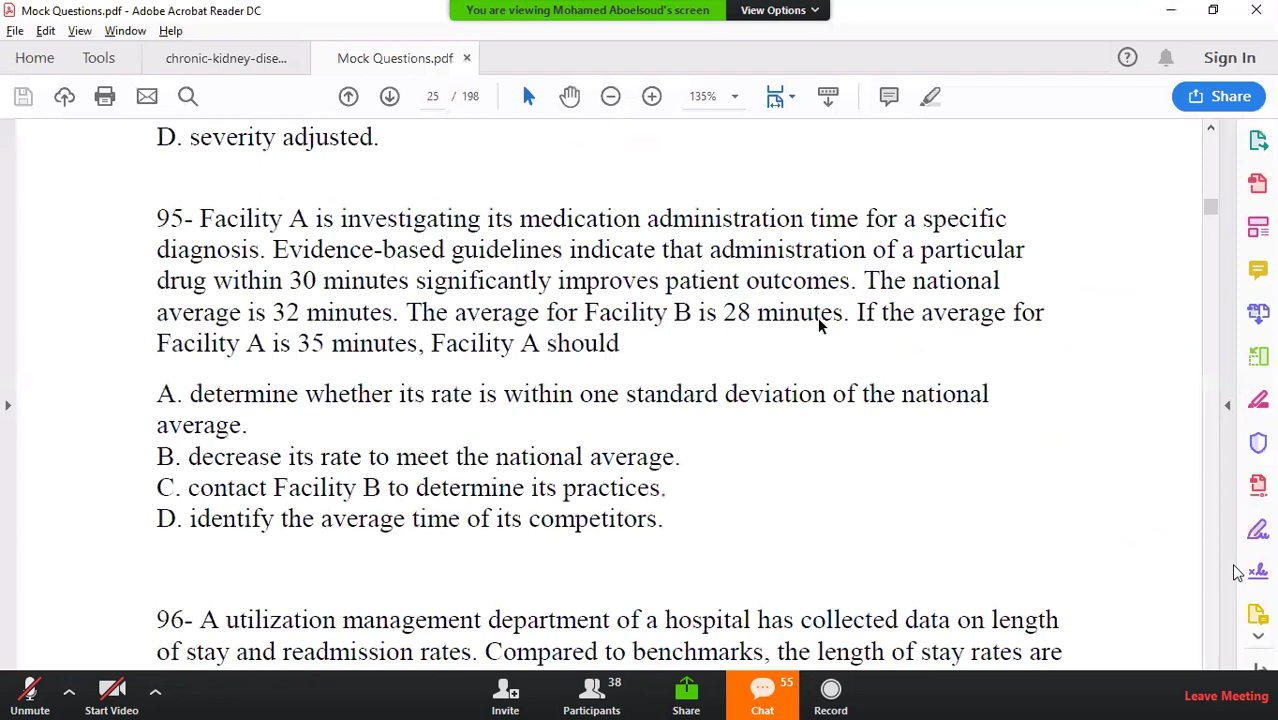 Mock Questions.pdf - Adobe Acrobat Reader DC
You are viewing Mohamed Aboelsoud's screen
View Options
File Edit View Window Help
Home Tools chronic-kidney-dise... Mock Questions.pdf Sign In
25 / 198 135% Share
D. severity adjusted.
95- Facility A is investigating its medication administration time for a specific
diagnosis. Evidence-based guidelines indicate that administration of a particular
drug within 30 minutes significantly improves patient outcomes. The national
average is 32 minutes. The average for Facility B is 28 minutes. If the average for
Facility A is 35 minutes, Facility A should
A. determine whether its rate is within one standard deviation of the national
average.
B. decrease its rate to meet the national average.
C. contact Facility B to determine its practices.
D. identify the average time of its competitors.
96- A utilization management department of a hospital has collected data on length
of stay and readmission rates. Compared to benchmarks, the length of stay rates are
38 55
Unmute Start Video Invite Participants Share Chat Record Leave Meeting